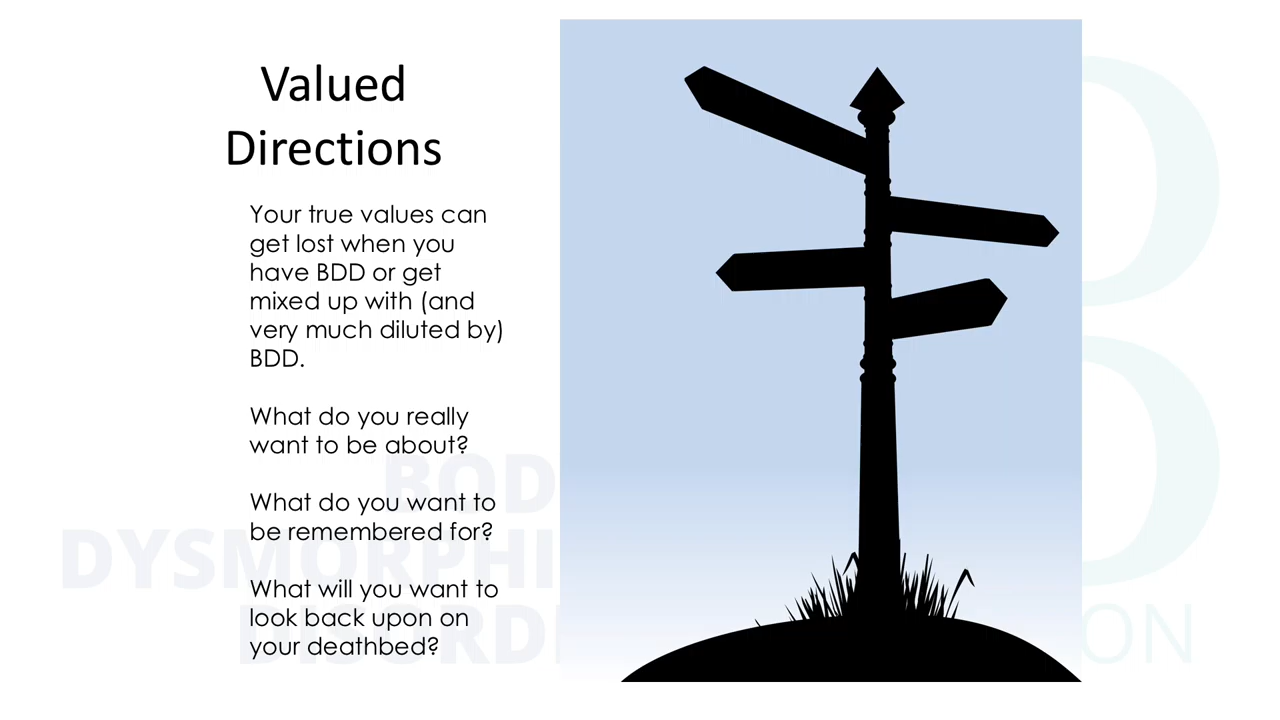 Valued
Directions
Your true values can
get lost when you
have BDD or get
mixed up with (and
very much diluted by)
BDD.
What do you really
want to be about?
What do you want to
be remembered for?
What will you want to
look back upon on
your deathbed?